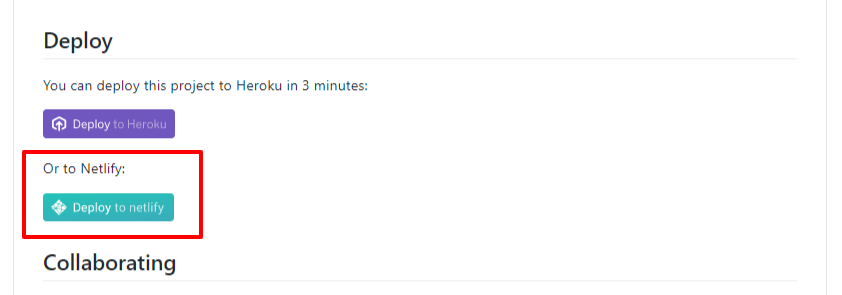 Deploy
You can deploy this project to Heroku in 3 minutes:
Deploy to Heroku
Or to Netlify:
Deploy to netlify
Collaborating